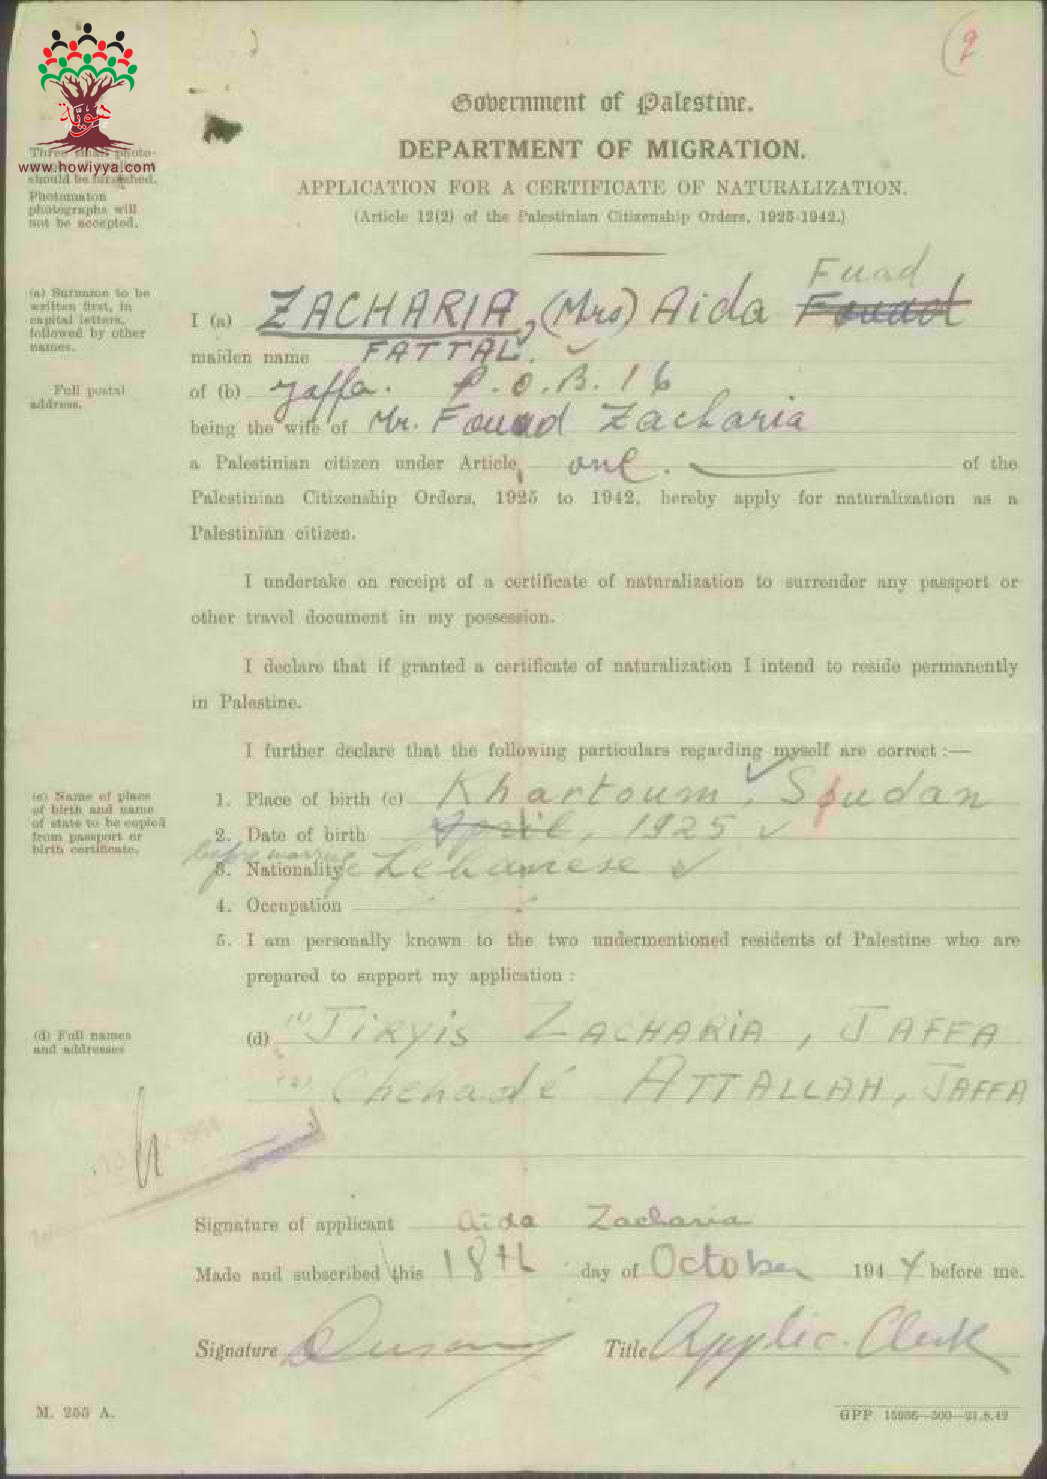 هوية
www.howiyya.com
Government of Palestine.
DEPARTMENT OF MIGRATION.
APPLICATION FOR A CERTIFICATE OF NATURALIZATION.
(Article 12(2) of the Palestinian Citizenship Orders, 1925-1942.)
Three small photo-
should be furnished.
Photomaton
photographs will
not be accepted.
(a) Surname to be
written first, in
capital letters,
followed by other
names.
Fuad
I (a) ZACHARIA, (Mrs) Aida Fouad
maiden name FATTAL.
Full postal
address.
of (b) Jaffa. P.O.B. 16
being the wife of Mr. Fouad Zacharia
a Palestinian citizen under Article one. of the
Palestinian Citizenship Orders, 1925 to 1942, hereby apply for naturalization as a
Palestinian citizen.
I undertake on receipt of a certificate of naturalization to surrender any passport or
other travel document in my possession.
I declare that if granted a certificate of naturalization I intend to reside permanently
in Palestine.
I further declare that the following particulars regarding myself are correct :—
(c) Name of place
of birth and name
of state to be copied
from passport or
birth certificate.
1. Place of birth (c) Khartoum, Soudan
2. Date of birth April, 1925
before marriage
3. Nationality Lebanese
4. Occupation
5. I am personally known to the two undermentioned residents of Palestine who are
prepared to support my application :
(d) Full names
and addresses
(d) (1) Jiryis ZACHARIA, JAFFA
(2) Chehadé ATTALLAH, JAFFA
Signature of applicant Aida Zacharia
Made and subscribed this 18th day of October 1944 before me.
Signature Title Applic. Clerk
M. 255 A.
GPP 15686—500—21.8.42